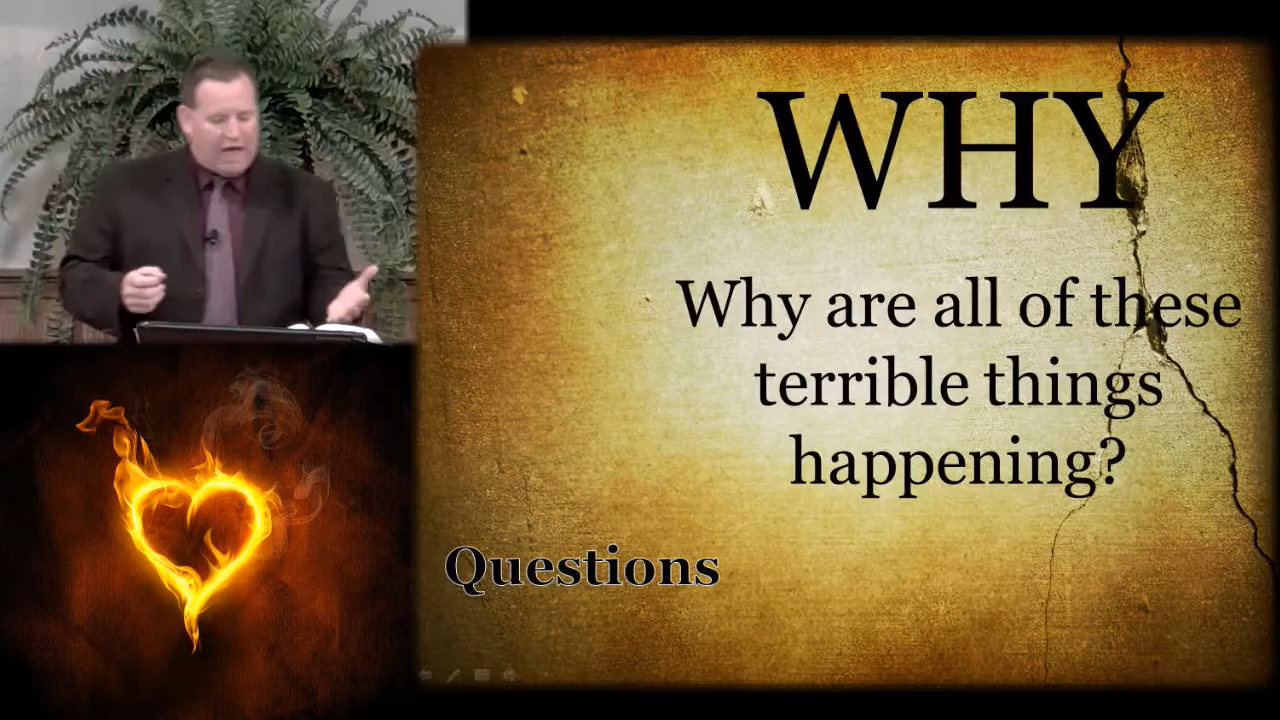 WHY
Why are all of these
terrible things
happening?
Questions